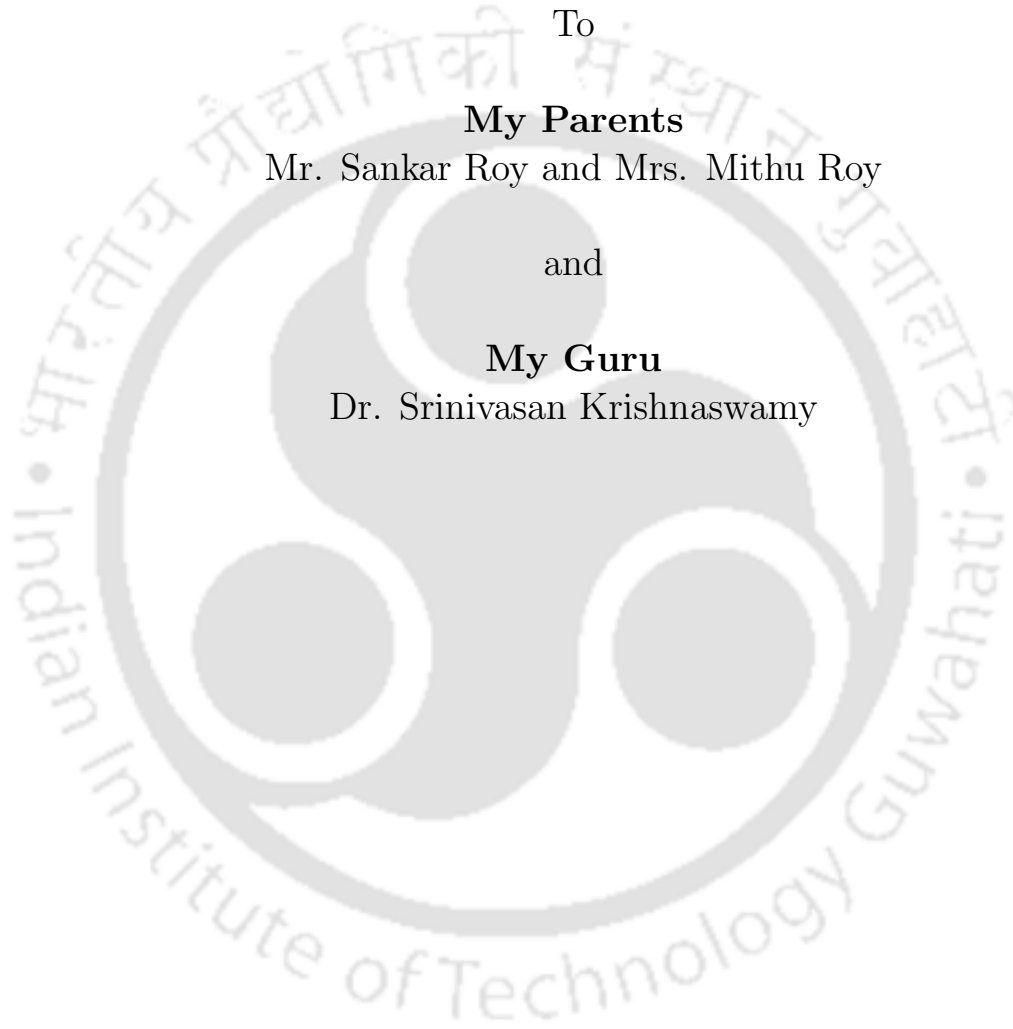 To
My Parents
Mr. Sankar Roy and Mrs. Mithu Roy
and
My Guru
Dr. Srinivasan Krishnaswamy
भारतीय प्रौद्योगिकी संस्थान गुवाहाटी
• Indian Institute of Technology Guwahati •